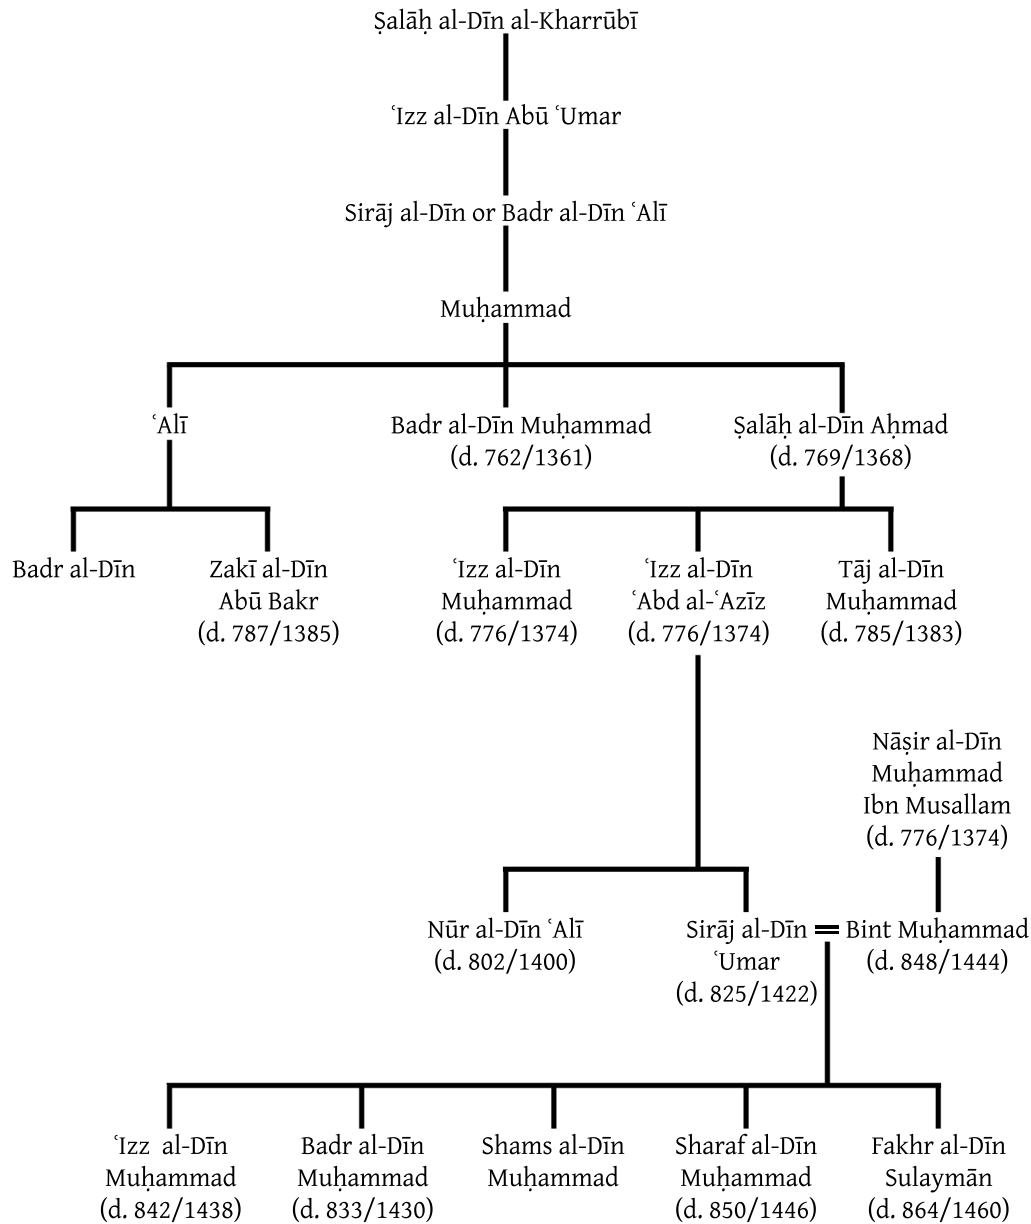 Ṣalāḥ al-Dīn al-Kharrūbī
ʿIzz al-Dīn Abū ʿUmar
Sirāj al-Dīn or Badr al-Dīn ʿAlī
Muḥammad
ʿAlī
Badr al-Dīn Muḥammad
(d. 762/1361)
Ṣalāḥ al-Dīn Aḥmad
(d. 769/1368)
Badr al-Dīn
Zakī al-Dīn
Abū Bakr
(d. 787/1385)
ʿIzz al-Dīn
Muḥammad
(d. 776/1374)
ʿIzz al-Dīn
ʿAbd al-ʿAzīz
(d. 776/1374)
Tāj al-Dīn
Muḥammad
(d. 785/1383)
Nāṣir al-Dīn
Muḥammad
Ibn Musallam
(d. 776/1374)
Nūr al-Dīn ʿAlī
(d. 802/1400)
Sirāj al-Dīn
ʿUmar
(d. 825/1422)
Bint Muḥammad
(d. 848/1444)
ʿIzz al-Dīn
Muḥammad
(d. 842/1438)
Badr al-Dīn
Muḥammad
(d. 833/1430)
Shams al-Dīn
Muḥammad
Sharaf al-Dīn
Muḥammad
(d. 850/1446)
Fakhr al-Dīn
Sulaymān
(d. 864/1460)